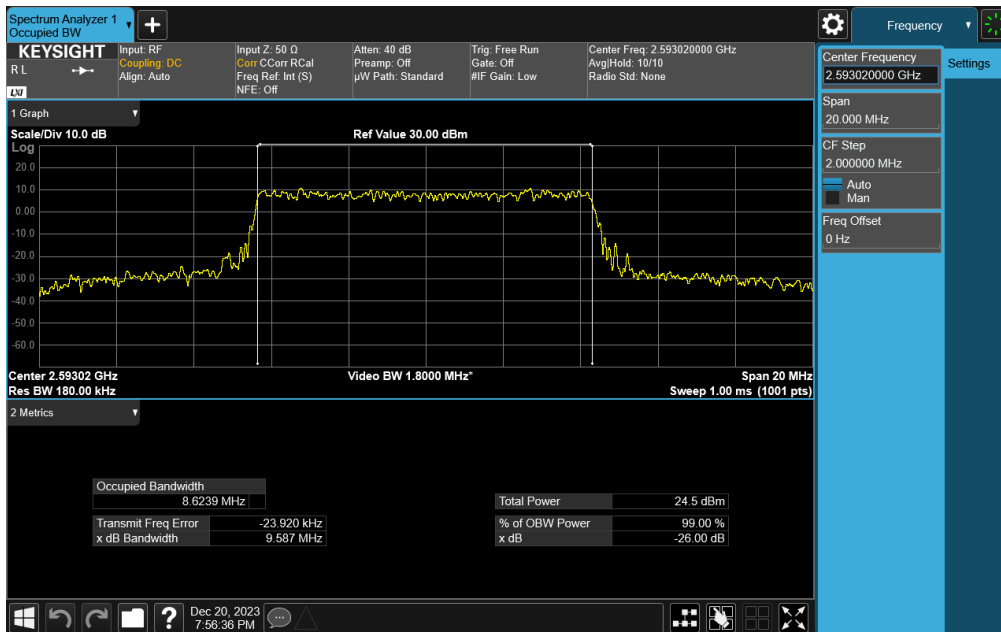 Spectrum Analyzer 1
Occupied BW
Frequency
KEYSIGHT
R L
LXI
Input: RF
Coupling: DC
Align: Auto
Input Z: 50 Ω
Corr CCorr RCal
Freq Ref: Int (S)
NFE: Off
Atten: 40 dB
Preamp: Off
µW Path: Standard
Trig: Free Run
Gate: Off
#IF Gain: Low
Center Freq: 2.593020000 GHz
Avg|Hold: 10/10
Radio Std: None
Center Frequency
2.593020000 GHz
Settings
Span
20.000 MHz
CF Step
2.000000 MHz
Auto
Man
Freq Offset
0 Hz
1 Graph
Scale/Div 10.0 dB
Ref Value 30.00 dBm
Log
20.0
10.0
0.00
-10.0
-20.0
-30.0
-40.0
-50.0
-60.0
Center 2.59302 GHz
Video BW 1.8000 MHz*
Span 20 MHz
Res BW 180.00 kHz
Sweep 1.00 ms (1001 pts)
2 Metrics
Occupied Bandwidth
8.6239 MHz
Total Power 24.5 dBm
Transmit Freq Error -23.920 kHz
% of OBW Power 99.00 %
x dB Bandwidth 9.587 MHz
x dB -26.00 dB
Dec 20, 2023
7:56:36 PM